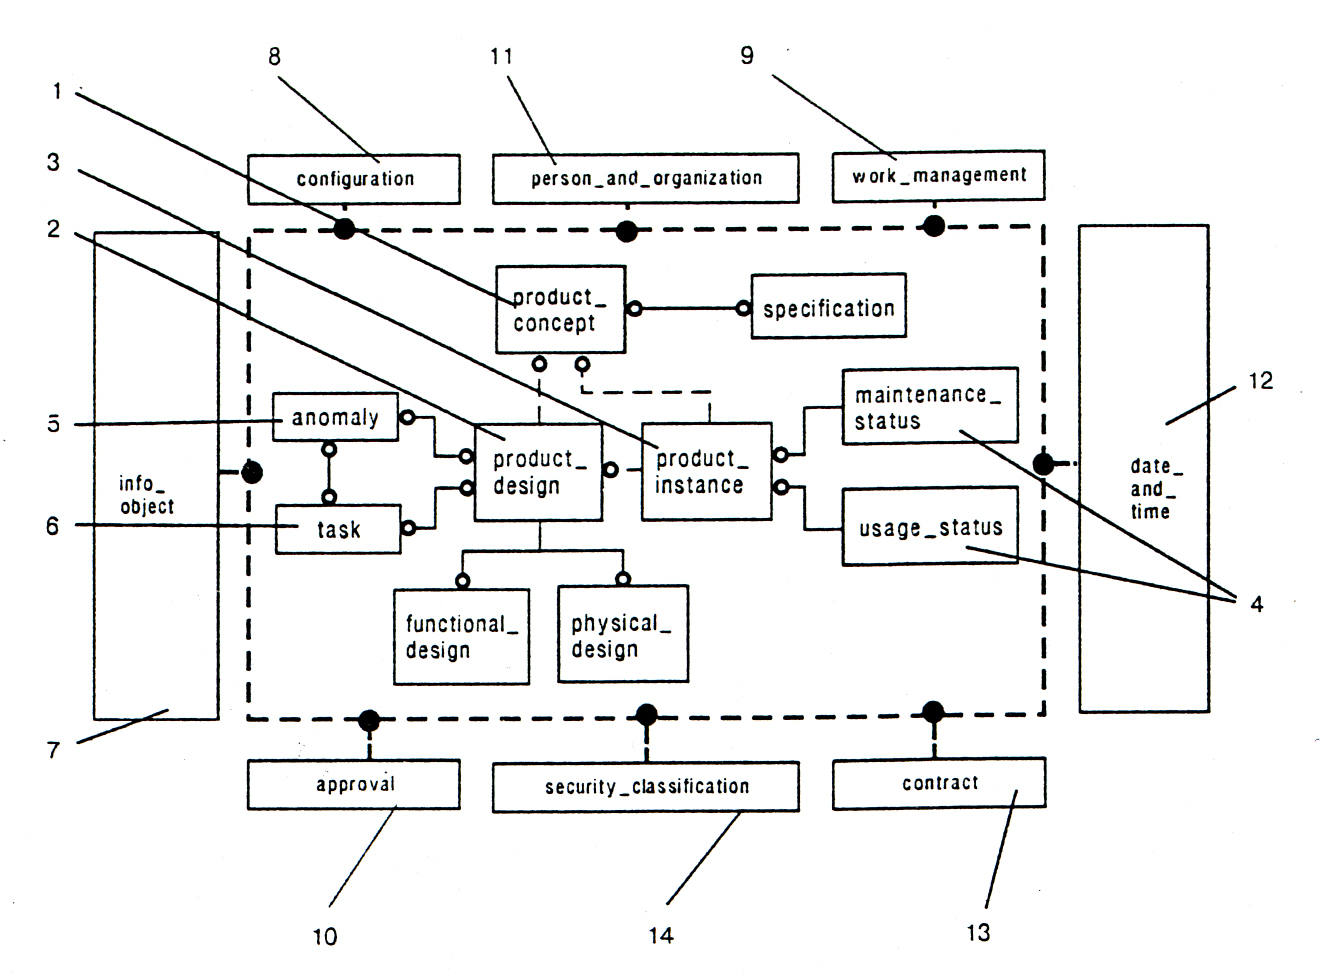 8
11
9
1
3
2
configuration
person_and_organization
work_management
product_
concept
specification
12
5
anomaly
maintenance_
status
product_
design
product_
instance
info_
object
date_
and_
time
6
task
usage_status
4
functional_
design
physical_
design
7
approval
security_classification
contract
10
14
13